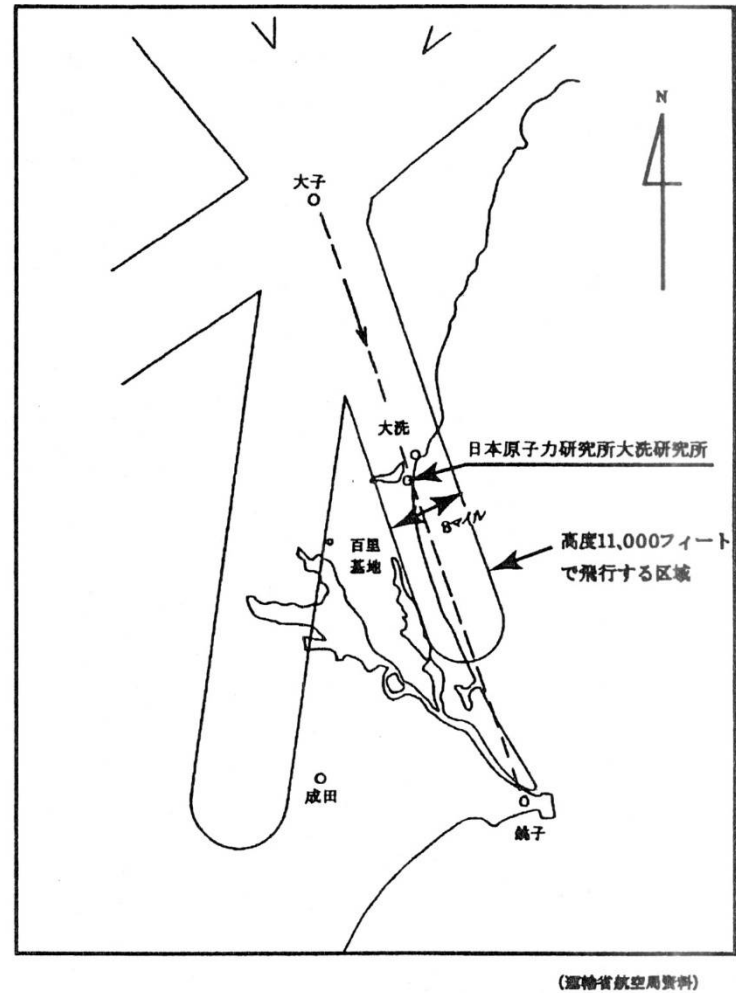 N
大子
大洗
日本原子力研究所大洗研究所
8マイル
百里
基地
高度11,000フィート
で飛行する区域
成田
銚子
(運輸省航空局資料)